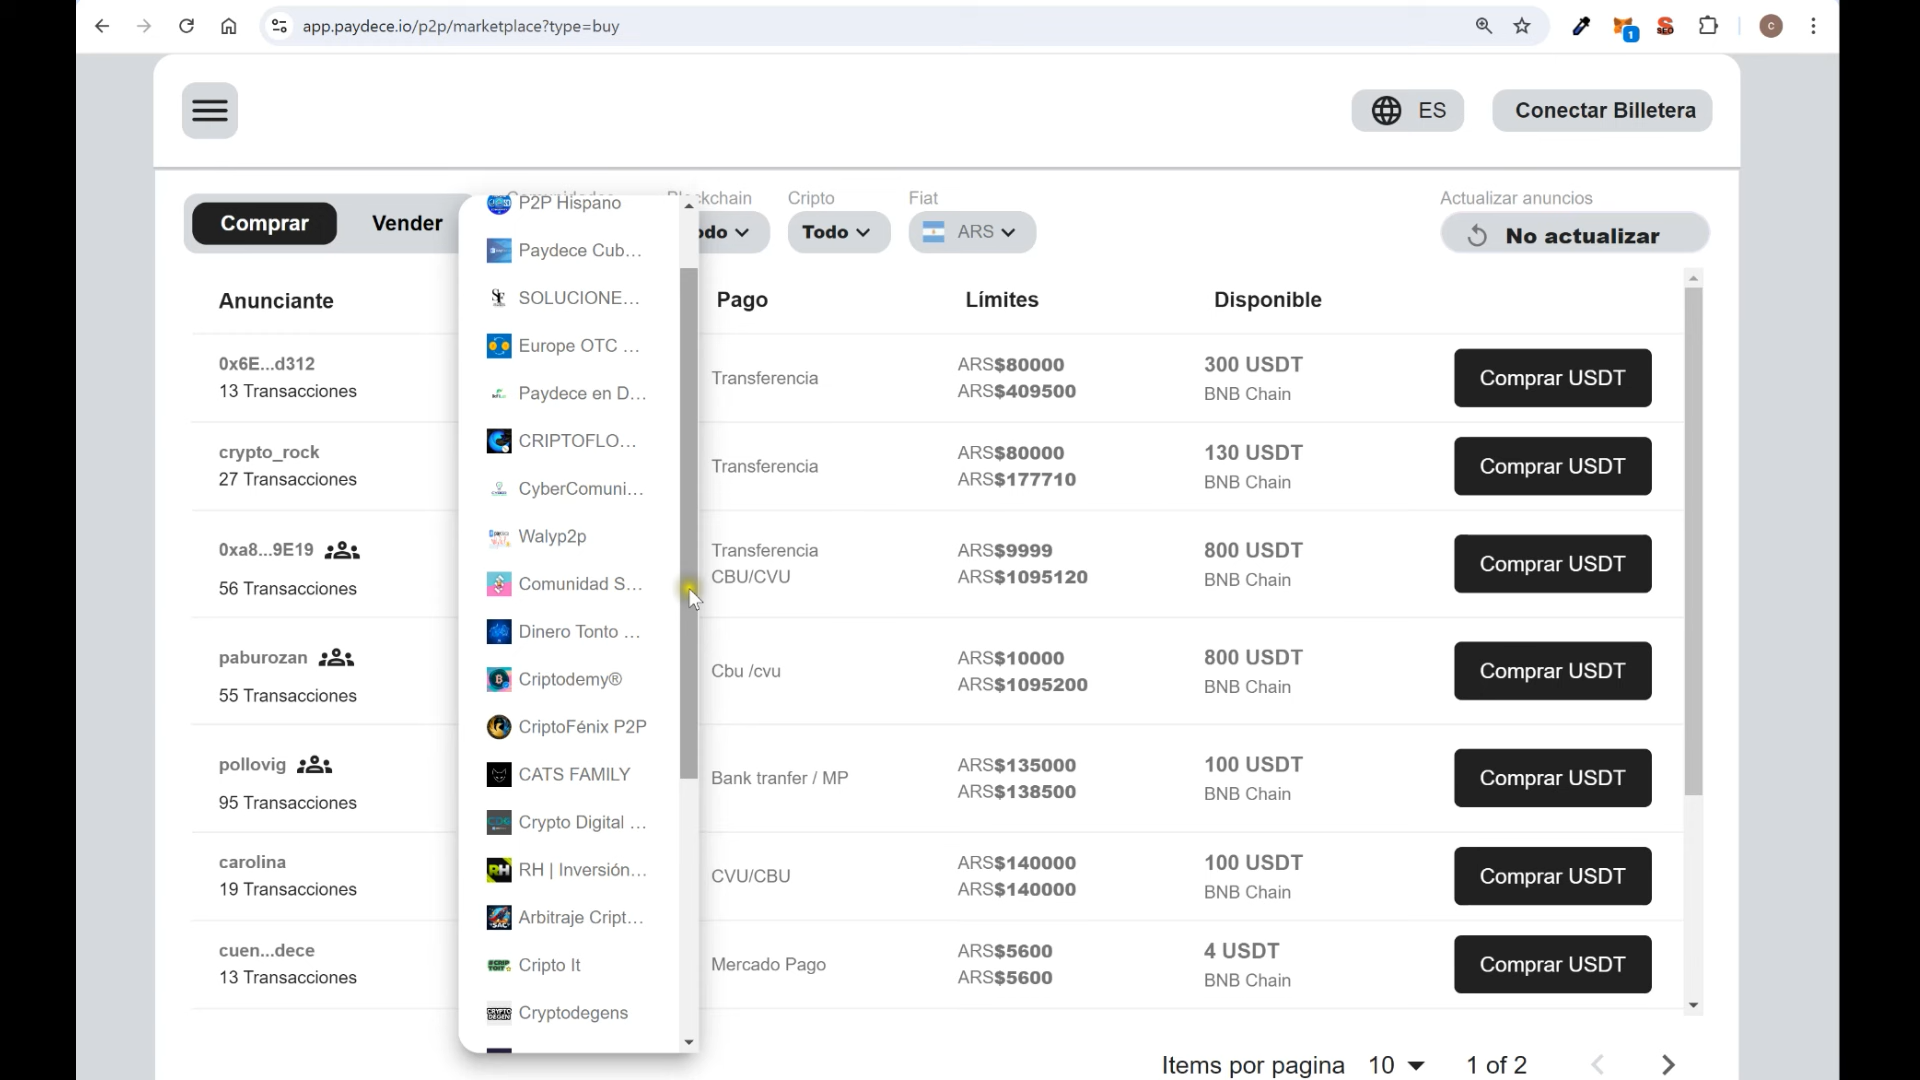 app.paydece.io/p2p/marketplace?type=buy
1
SEO
C
ES
Conectar Billetera
Comprar
Vender
Cripto
Todo
Fiat
ARS
Actualizar anuncios
No actualizar
P2P Hispano
Paydece Cub...
SOLUCIONE...
Europe OTC ...
Paydece en D...
CRIPTOFLO...
CyberComuni...
Walyp2p
Comunidad S...
Dinero Tonto ...
Criptodemy®
CriptoFénix P2P
CATS FAMILY
Crypto Digital ...
RH | Inversión...
Arbitraje Cript...
Cripto It
Cryptodegens
Anunciante
Pago
Límites
Disponible
0x6E...d312
13 Transacciones
Transferencia
ARS$80000
ARS$409500
300 USDT
BNB Chain
Comprar USDT
crypto_rock
27 Transacciones
Transferencia
ARS$80000
ARS$177710
130 USDT
BNB Chain
Comprar USDT
0xa8...9E19
56 Transacciones
Transferencia
CBU/CVU
ARS$9999
ARS$1095120
800 USDT
BNB Chain
Comprar USDT
paburozan
55 Transacciones
Cbu /cvu
ARS$10000
ARS$1095200
800 USDT
BNB Chain
Comprar USDT
pollovig
95 Transacciones
Bank tranfer / MP
ARS$135000
ARS$138500
100 USDT
BNB Chain
Comprar USDT
carolina
19 Transacciones
CVU/CBU
ARS$140000
ARS$140000
100 USDT
BNB Chain
Comprar USDT
cuen...dece
13 Transacciones
Mercado Pago
ARS$5600
ARS$5600
4 USDT
BNB Chain
Comprar USDT
Items por pagina 10 1 of 2